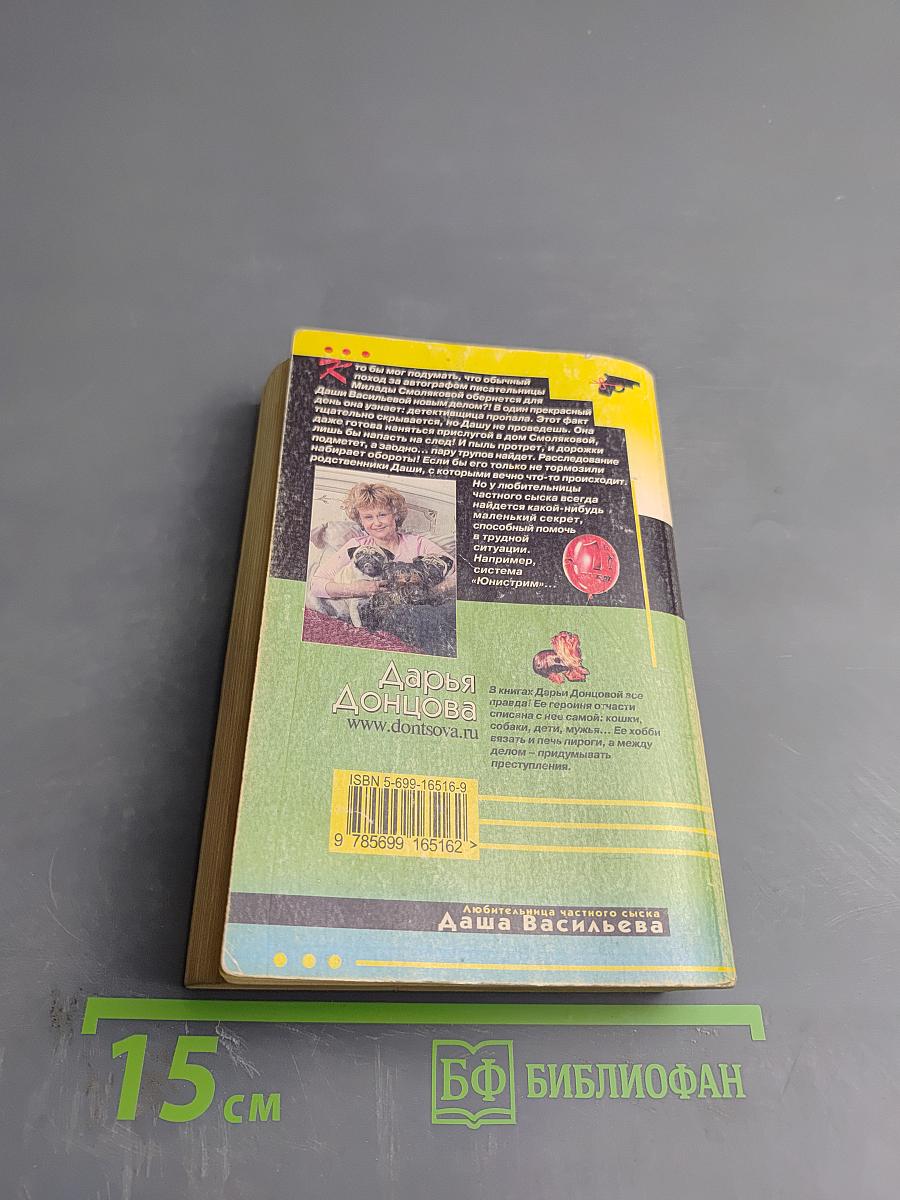 Кто бы мог подумать, что обычный
поход за автографом писательницы
Милады Смоляковой обернется для
Даши Васильевой новым делом?! В один прекрасный
день она узнает: детективщица пропала. Этот факт
тщательно скрывается, но Дашу не проведешь. Она
даже готова наняться прислугой в дом Смоляковой,
лишь бы напасть на след! И пыль протрет, и дорожки
подметет, а заодно... пару трупов найдет. Расследование
набирает обороты! Если бы его только не тормозили
родственники Даши, с которыми вечно что-то происходит.
Но у любительницы
частного сыска всегда
найдется какой-нибудь
маленький секрет,
способный помочь
в трудной
ситуации.
Например,
система
«Юнистрим»...
Дарья
Донцова
www.dontsova.ru
В книгах Дарьи Донцовой все
правда! Ее героиня отчасти
списана с нее самой: кошки,
собаки, дети, мужья... Ее хобби
вязать и печь пироги, а между
делом – придумывать
преступления.
ISBN 5-699-16516-9
9 785699 165162 >
Любительница частного сыска
Даша Васильева
15 см
БФ БИБЛИОФАН